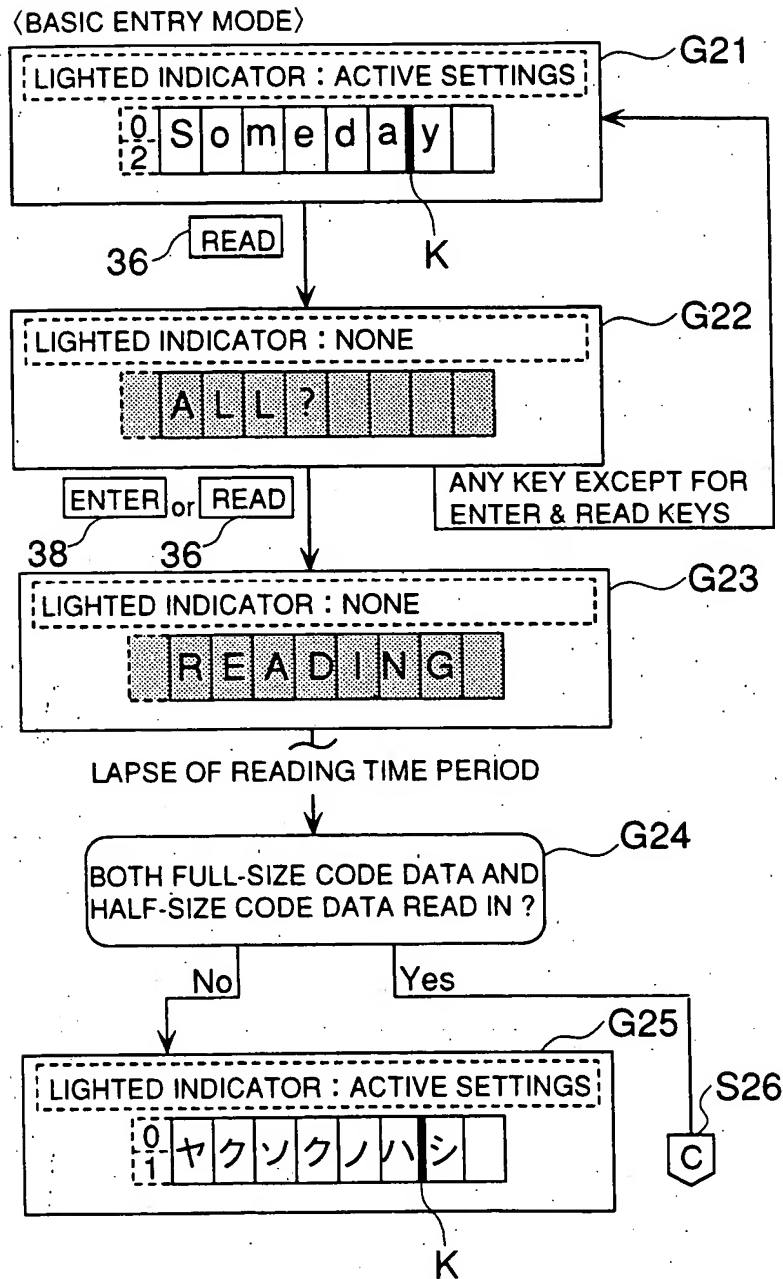 〈BASIC ENTRY MODE〉
G21
LIGHTED INDICATOR : ACTIVE SETTINGS
0
2
Someday
36 READ
K
G22
LIGHTED INDICATOR : NONE
ALL?
ENTER or READ
38 36
ANY KEY EXCEPT FOR
ENTER & READ KEYS
G23
LIGHTED INDICATOR : NONE
READING
LAPSE OF READING TIME PERIOD
G24
BOTH FULL-SIZE CODE DATA AND
HALF-SIZE CODE DATA READ IN ?
No Yes
G25
LIGHTED INDICATOR : ACTIVE SETTINGS
S26
0
1
ヤクソクノハシ
C
K